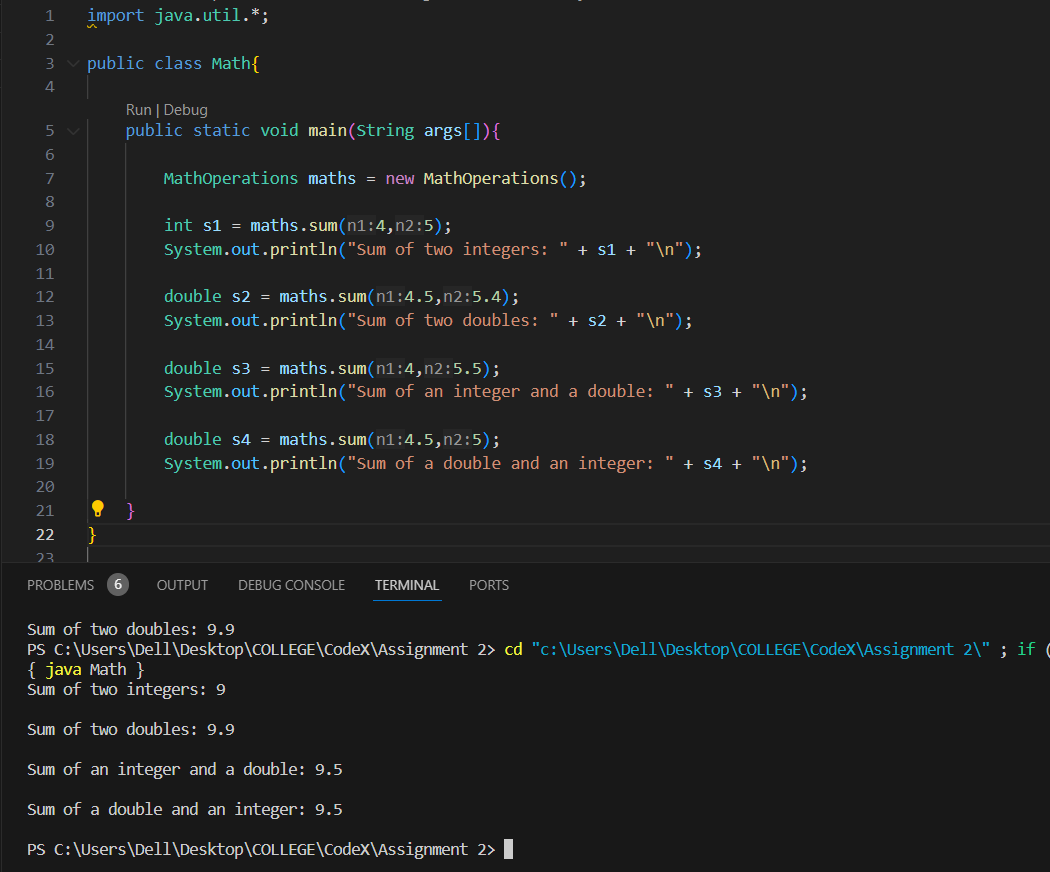 1 import java.util.*;
2
3 public class Math{
4
Run | Debug
5 public static void main(String args[]){
6
7 MathOperations maths = new MathOperations();
8
9 int s1 = maths.sum(n1:4,n2:5);
10 System.out.println("Sum of two integers: " + s1 + "\n");
11
12 double s2 = maths.sum(n1:4.5,n2:5.4);
13 System.out.println("Sum of two doubles: " + s2 + "\n");
14
15 double s3 = maths.sum(n1:4,n2:5.5);
16 System.out.println("Sum of an integer and a double: " + s3 + "\n");
17
18 double s4 = maths.sum(n1:4.5,n2:5);
19 System.out.println("Sum of a double and an integer: " + s4 + "\n");
20
21 }
22 }
23
PROBLEMS 6 OUTPUT DEBUG CONSOLE TERMINAL PORTS
Sum of two doubles: 9.9
PS C:\Users\Dell\Desktop\COLLEGE\CodeX\Assignment 2> cd "c:\Users\Dell\Desktop\COLLEGE\CodeX\Assignment 2\" ; if (
{ java Math }
Sum of two integers: 9
Sum of two doubles: 9.9
Sum of an integer and a double: 9.5
Sum of a double and an integer: 9.5
PS C:\Users\Dell\Desktop\COLLEGE\CodeX\Assignment 2>